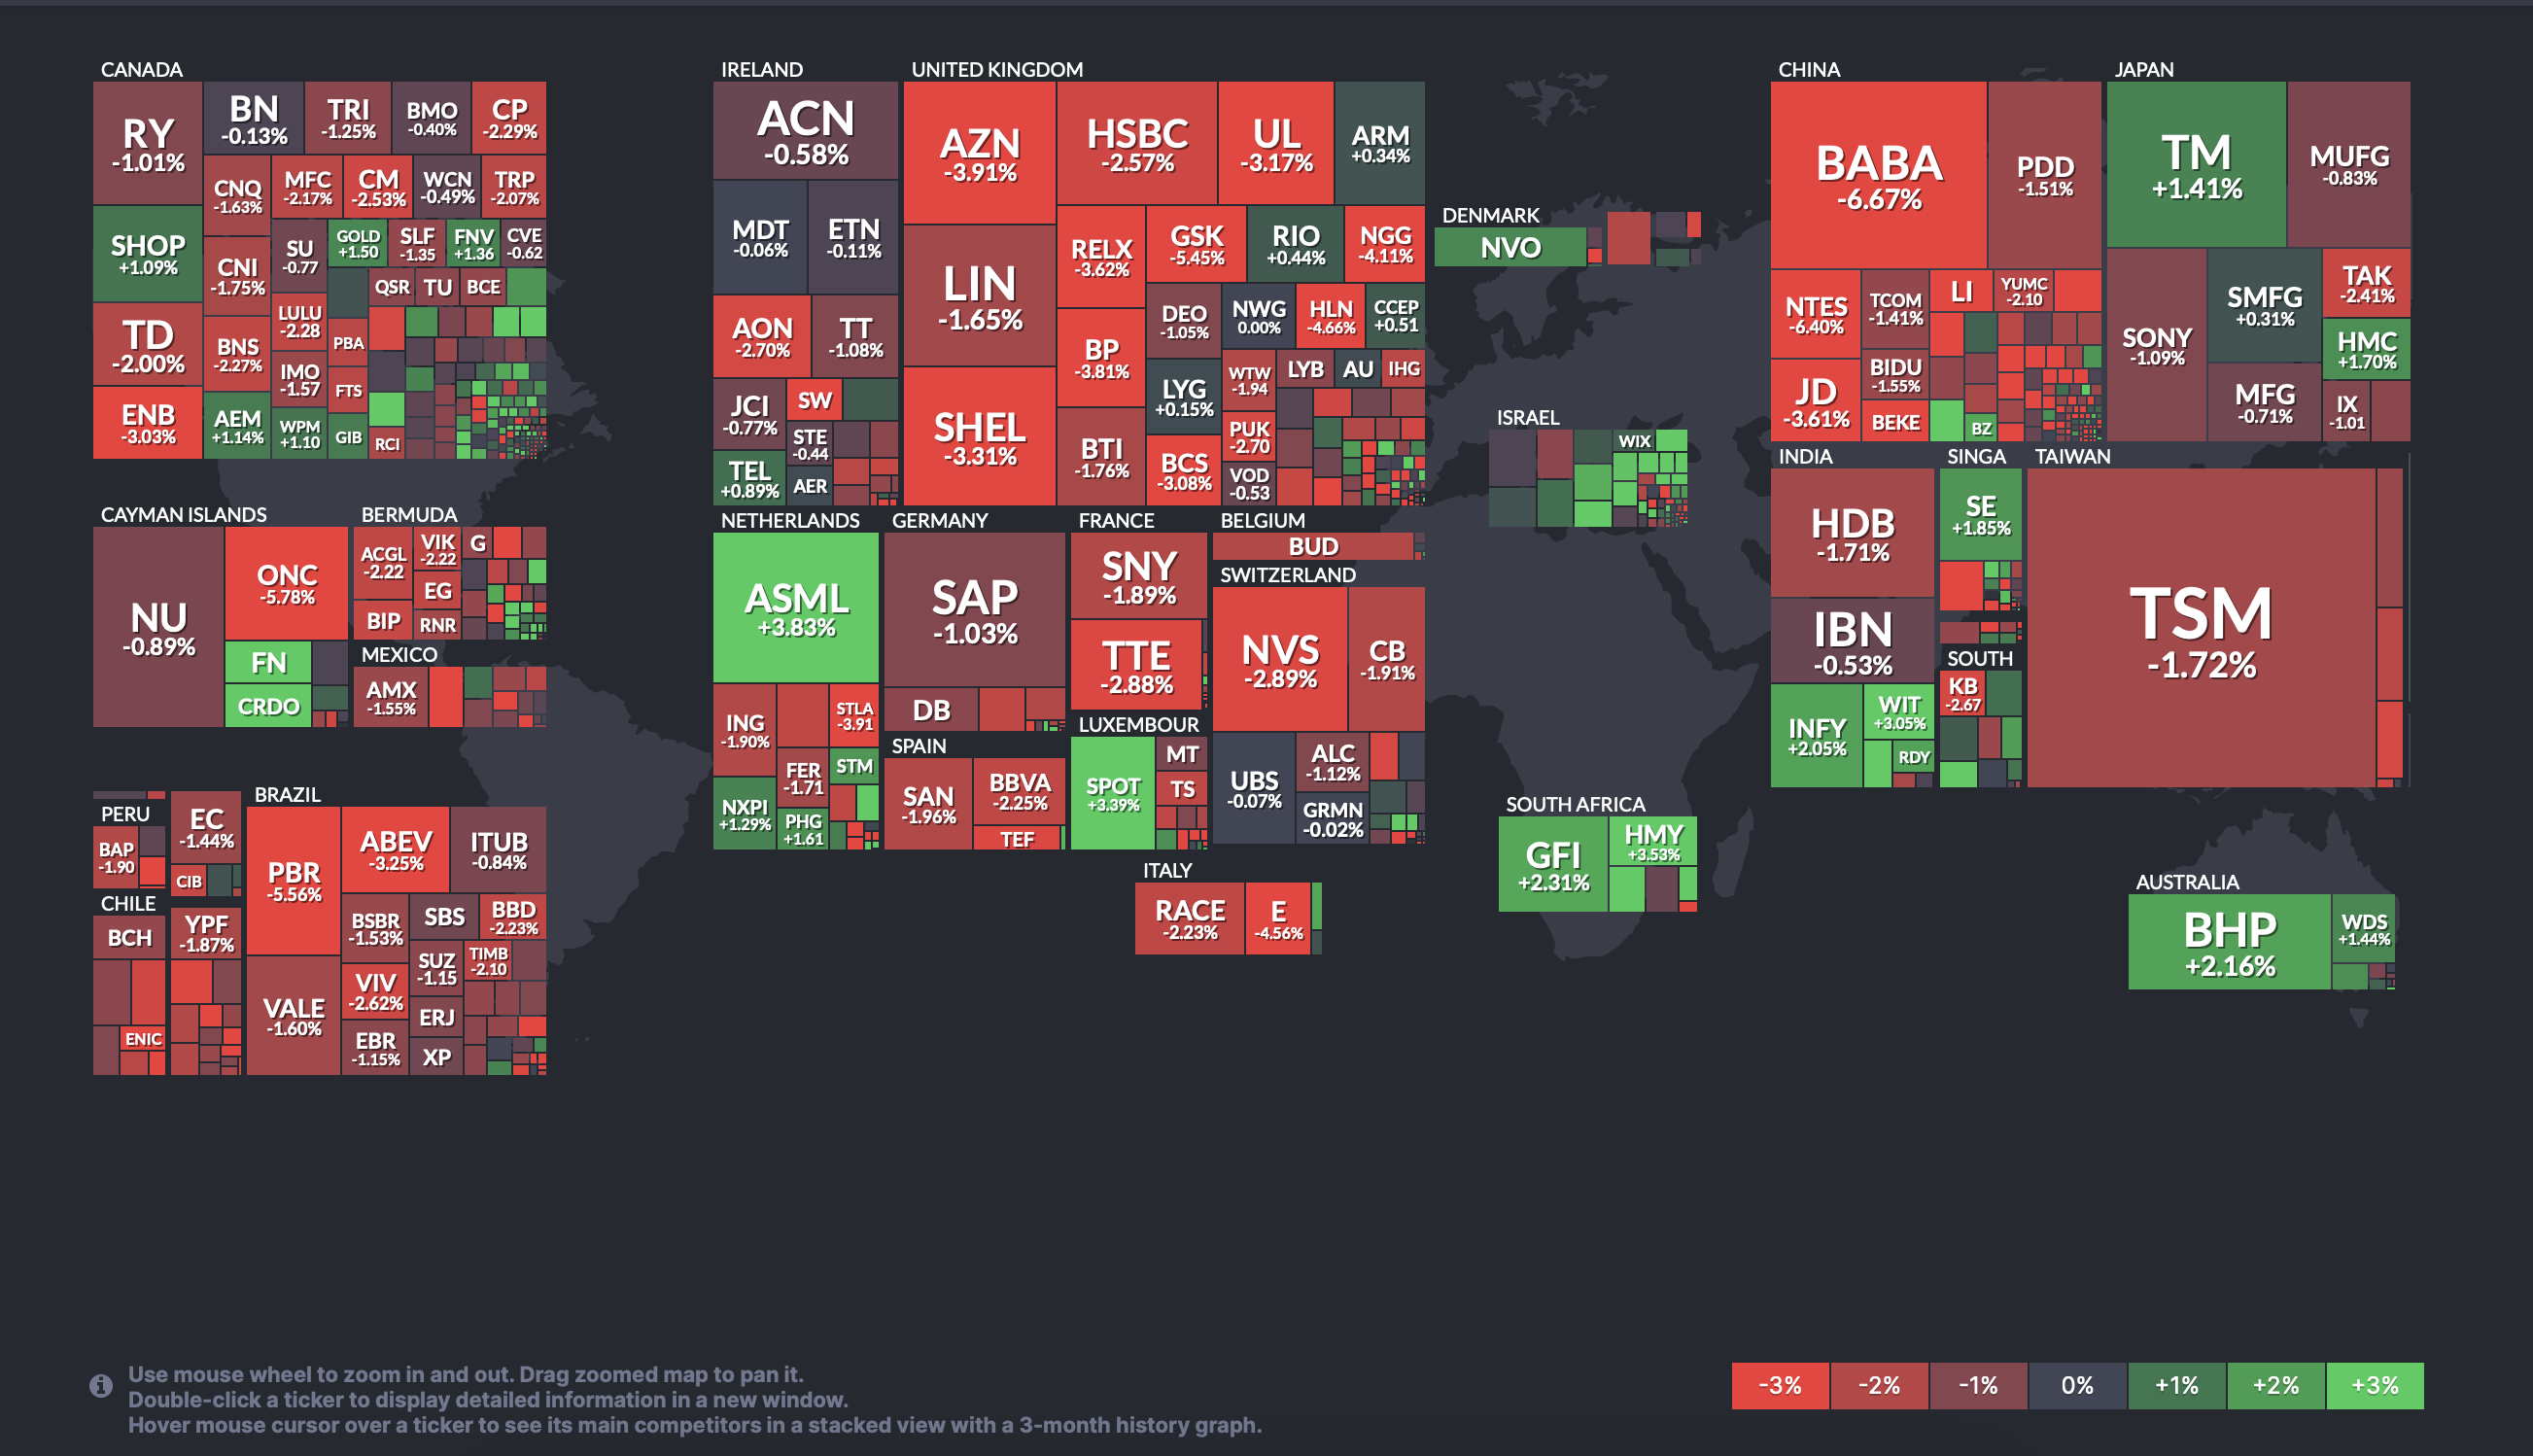 CANADA
RY
-1.01%
BN
-0.13%
TRI
-1.25%
BMO
-0.40%
CP
-2.29%
CNQ
-1.63%
MFC
-2.17%
CM
-2.53%
WCN
-0.49%
TRP
-2.07%
SHOP
+1.09%
CNI
-1.75%
SU
-0.77
GOLD
+1.50
SLF
-1.35
FNV
+1.36
CVE
-0.62
QSR
TU
BCE
TD
-2.00%
BNS
-2.27%
LULU
-2.28
PBA
IMO
-1.57
FTS
ENB
-3.03%
AEM
+1.14%
WPM
+1.10
GIB
RCI
CAYMAN ISLANDS
NU
-0.89%
ONC
-5.78%
FN
CRDO
BERMUDA
ACGL
-2.22
VIK
-2.22
G
EG
BIP
RNR
MEXICO
AMX
-1.55%
PERU
BAP
-1.90
EC
-1.44%
CIB
CHILE
BCH
ENIC
YPF
-1.87%
BRAZIL
PBR
-5.56%
ABEV
-3.25%
ITUB
-0.84%
BSBR
-1.53%
SBS
BBD
-2.23%
VALE
-1.60%
VIV
-2.62%
SUZ
-1.15
TIMB
-2.10
EBR
-1.15%
ERJ
XP
IRELAND
ACN
-0.58%
MDT
-0.06%
ETN
-0.11%
AON
-2.70%
TT
-1.08%
JCI
-0.77%
SW
STE
-0.44
TEL
+0.89%
AER
UNITED KINGDOM
AZN
-3.91%
HSBC
-2.57%
UL
-3.17%
ARM
+0.34%
LIN
-1.65%
RELX
-3.62%
GSK
-5.45%
RIO
+0.44%
NGG
-4.11%
DEO
-1.05%
NWG
0.00%
HLN
-4.66%
CCEP
+0.51
BP
-3.81%
SHEL
-3.31%
LYG
+0.15%
WTW
-1.94
LYB
AU
IHG
BTI
-1.76%
BCS
-3.08%
PUK
-2.70
VOD
-0.53
NETHERLANDS
ASML
+3.83%
ING
-1.90%
STLA
-3.91
FER
-1.71
STM
NXPI
+1.29%
PHG
+1.61
GERMANY
SAP
-1.03%
DB
SPAIN
SAN
-1.96%
BBVA
-2.25%
TEF
FRANCE
SNY
-1.89%
TTE
-2.88%
LUXEMBOUR
SPOT
+3.39%
MT
TS
BELGIUM
BUD
SWITZERLAND
NVS
-2.89%
CB
-1.91%
UBS
-0.07%
ALC
-1.12%
GRMN
-0.02%
ITALY
RACE
-2.23%
E
-4.56%
DENMARK
NVO
ISRAEL
WIX
SOUTH AFRICA
GFI
+2.31%
HMY
+3.53%
CHINA
BABA
-6.67%
PDD
-1.51%
NTES
-6.40%
TCOM
-1.41%
LI
YUMC
-2.10
JD
-3.61%
BIDU
-1.55%
BEKE
BZ
JAPAN
TM
+1.41%
MUFG
-0.83%
SONY
-1.09%
SMFG
+0.31%
TAK
-2.41%
HMC
+1.70%
MFG
-0.71%
IX
-1.01
INDIA
HDB
-1.71%
IBN
-0.53%
INFY
+2.05%
WIT
+3.05%
RDY
SINGA
SE
+1.85%
SOUTH
KB
-2.67
TAIWAN
TSM
-1.72%
AUSTRALIA
BHP
+2.16%
WDS
+1.44%
Use mouse wheel to zoom in and out. Drag zoomed map to pan it.
Double-click a ticker to display detailed information in a new window.
Hover mouse cursor over a ticker to see its main competitors in a stacked view with a 3-month history graph.
-3%
-2%
-1%
0%
+1%
+2%
+3%